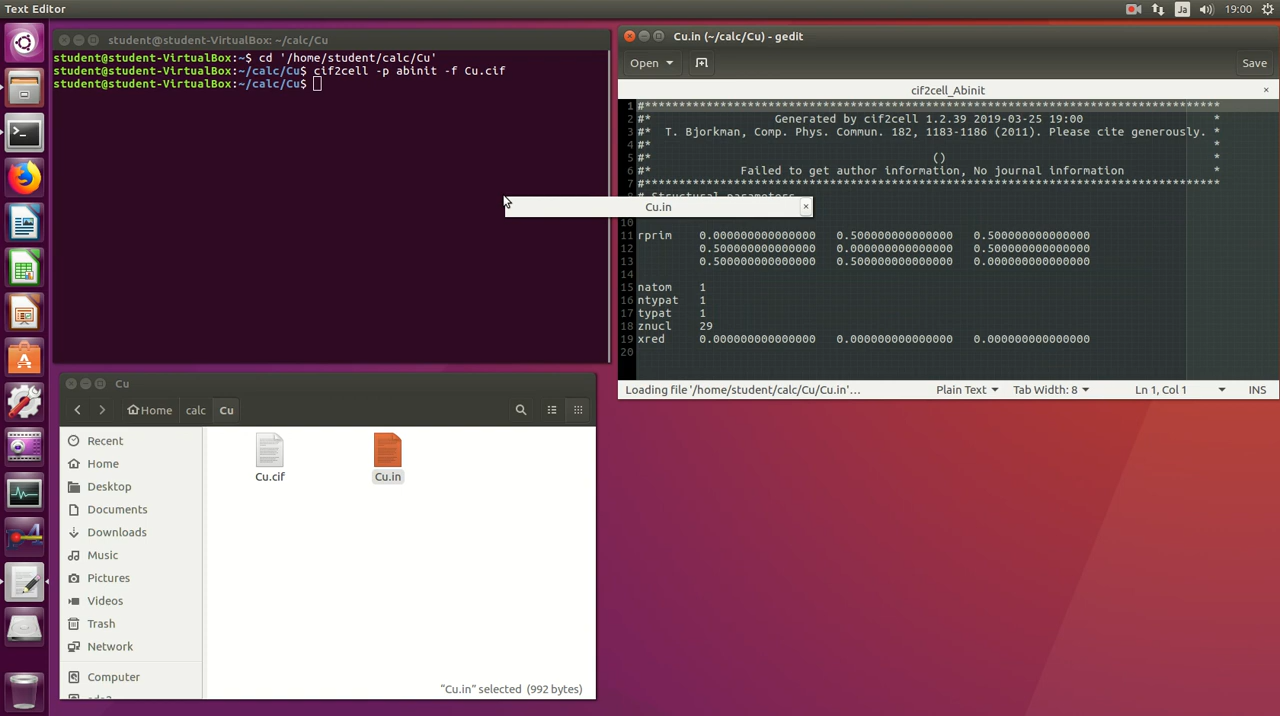 Text Editor
Ja
19:00
student@student-VirtualBox: ~/calc/Cu
student@student-VirtualBox:~$ cd '/home/student/calc/Cu'
student@student-VirtualBox:~/calc/Cu$ cif2cell -p abinit -f Cu.cif
student@student-VirtualBox:~/calc/Cu$
Cu.in (~/calc/Cu) - gedit
Open
Save
cif2cell_Abinit ×
1 #******************************************************************************************
2 #* Generated by cif2cell 1.2.39 2019-03-25 19:00 *
3 #* T. Bjorkman, Comp. Phys. Commun. 182, 1183-1186 (2011). Please cite generously. *
4 #* *
5 #* () *
6 #* Failed to get author information, No journal information *
7 #******************************************************************************************
Cu.in ×
10
11 rprim 0.000000000000000 0.500000000000000 0.500000000000000
12 0.500000000000000 0.000000000000000 0.500000000000000
13 0.500000000000000 0.500000000000000 0.000000000000000
14
15 natom 1
16 ntypat 1
17 typat 1
18 znucl 29
19 xred 0.000000000000000 0.000000000000000 0.000000000000000
20
Loading file '/home/student/calc/Cu/Cu.in'…
Plain Text
Tab Width: 8
Ln 1, Col 1
INS
Cu
Home
calc
Cu
Recent
Home
Desktop
Documents
Downloads
Music
Pictures
Videos
Trash
Network
Computer
Cu.cif
Cu.in
"Cu.in" selected (992 bytes)